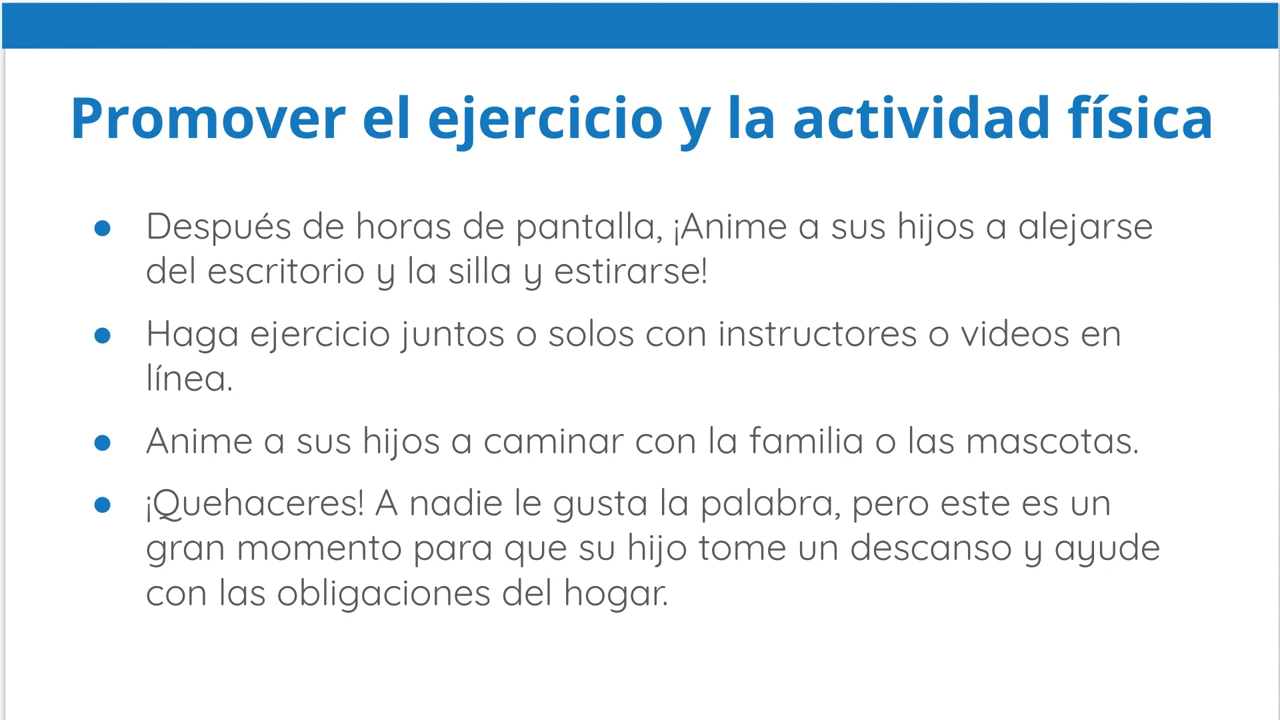 Promover el ejercicio y la actividad física
● Después de horas de pantalla, ¡Anime a sus hijos a alejarse
del escritorio y la silla y estirarse!
● Haga ejercicio juntos o solos con instructores o videos en
línea.
● Anime a sus hijos a caminar con la familia o las mascotas.
● ¡Quehaceres! A nadie le gusta la palabra, pero este es un
gran momento para que su hijo tome un descanso y ayude
con las obligaciones del hogar.